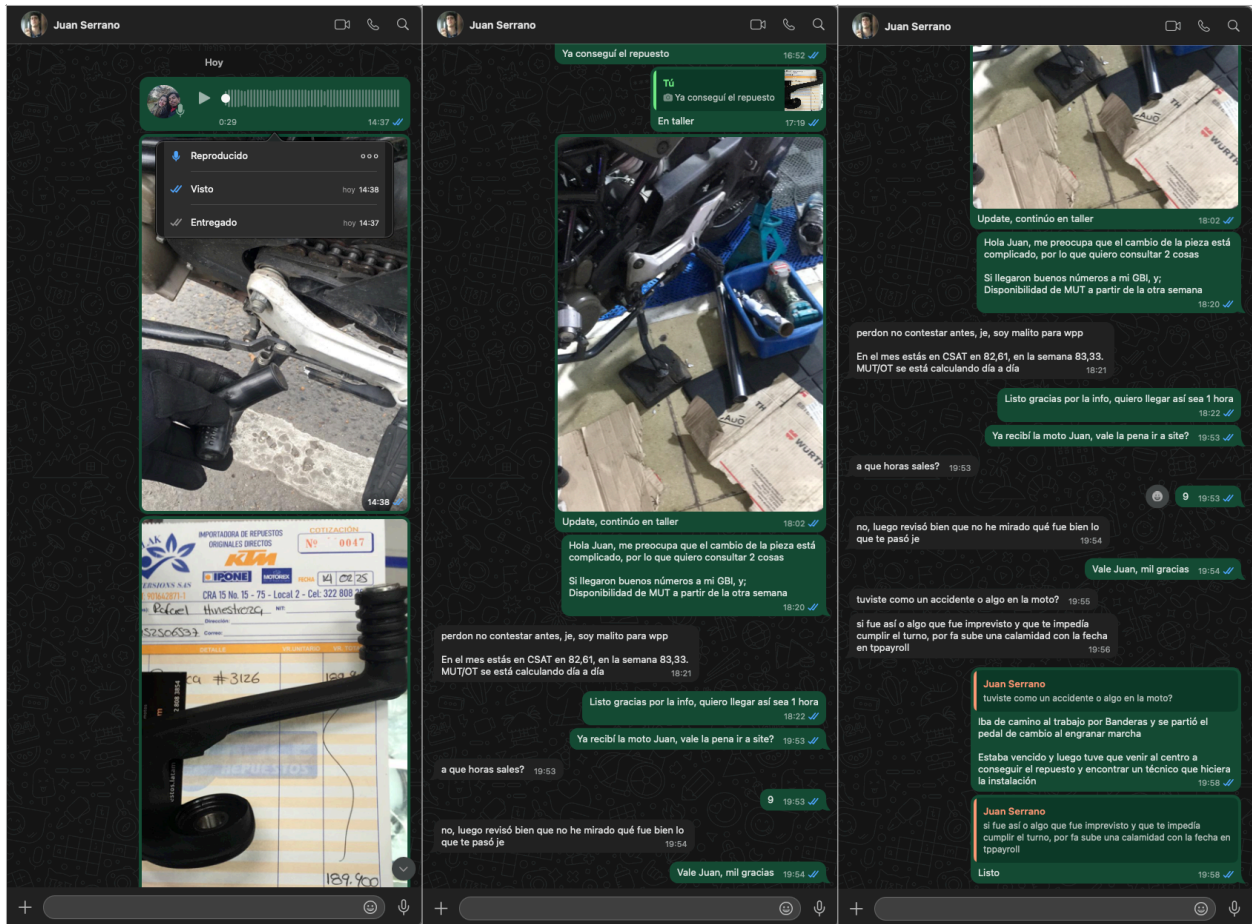 Juan Serrano
Hoy
0:29
14:37
Reproducido
Visto
hoy 14:38
Entregado
hoy 14:37
14:38
IMPORTADORA DE REPUESTOS
ORIGINALES DIRECTOS
COTIZACIÓN
Nº 0047
KTM
IPONE
MOTOREX
FECHA
14 02 25
CRA 15 No. 15 - 75 - Local 2 - Cel: 322 808
Rafael Hinestroza
NIT:
Dirección:
Correo:
DETALLE
VR. UNITARIO
#3126
189.900
2 808 3854
REPUESTOS
189.900
Juan Serrano
Ya conseguí el repuesto
16:52
Tú
Ya conseguí el repuesto
En taller
17:19
WURTH
Update, continúo en taller
18:02
Hola Juan, me preocupa que el cambio de la pieza está
complicado, por lo que quiero consultar 2 cosas
Si llegaron buenos números a mi GBI, y;
Disponibilidad de MUT a partir de la otra semana
18:20
perdon no contestar antes, je, soy malito para wpp
En el mes estás en CSAT en 82,61, en la semana 83,33.
MUT/OT se está calculando día a día
18:21
Listo gracias por la info, quiero llegar así sea 1 hora
18:22
Ya recibí la moto Juan, vale la pena ir a site?
19:53
a que horas sales?
19:53
9
19:53
no, luego revisó bien que no he mirado qué fue bien lo
que te pasó je
19:54
Vale Juan, mil gracias
19:54
Juan Serrano
WURTH
Update, continúo en taller
18:02
Hola Juan, me preocupa que el cambio de la pieza está
complicado, por lo que quiero consultar 2 cosas
Si llegaron buenos números a mi GBI, y;
Disponibilidad de MUT a partir de la otra semana
18:20
perdon no contestar antes, je, soy malito para wpp
En el mes estás en CSAT en 82,61, en la semana 83,33.
MUT/OT se está calculando día a día
18:21
Listo gracias por la info, quiero llegar así sea 1 hora
18:22
Ya recibí la moto Juan, vale la pena ir a site?
19:53
a que horas sales?
19:53
9
19:53
no, luego revisó bien que no he mirado qué fue bien lo
que te pasó je
19:54
Vale Juan, mil gracias
19:54
tuviste como un accidente o algo en la moto?
19:55
si fue así o algo que fue imprevisto y que te impedía
cumplir el turno, por fa sube una calamidad con la fecha
en tppayroll
19:56
Juan Serrano
tuviste como un accidente o algo en la moto?
Iba de camino al trabajo por Banderas y se partió el
pedal de cambio al engranar marcha
Estaba vencido y luego tuve que venir al centro a
conseguir el repuesto y encontrar un técnico que hiciera
la instalación
19:58
Juan Serrano
si fue así o algo que fue imprevisto y que te impedía
cumplir el turno, por fa sube una calamidad con la fecha en
tppayroll
Listo
19:58